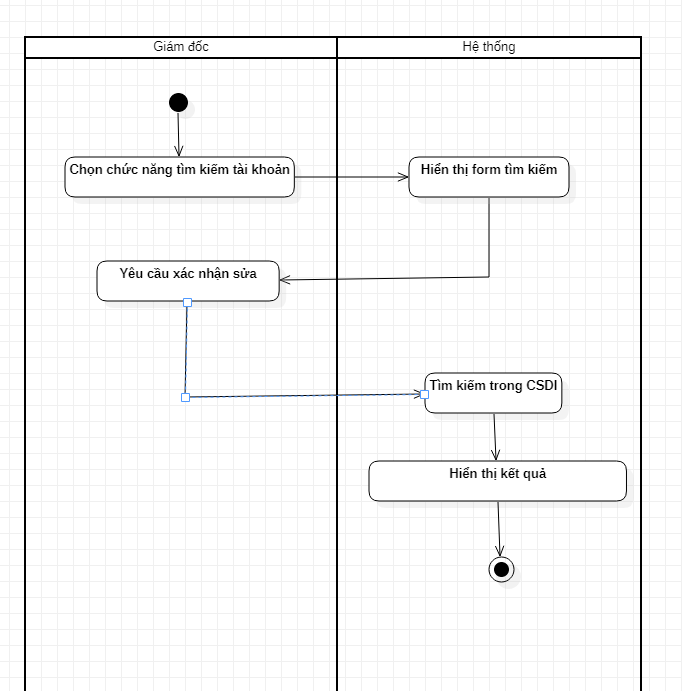 Giám đốc
Hệ thống
Chọn chức năng tìm kiếm tài khoản
Hiển thị form tìm kiếm
Yêu cầu xác nhận sửa
Tìm kiếm trong CSDl
Hiển thị kết quả